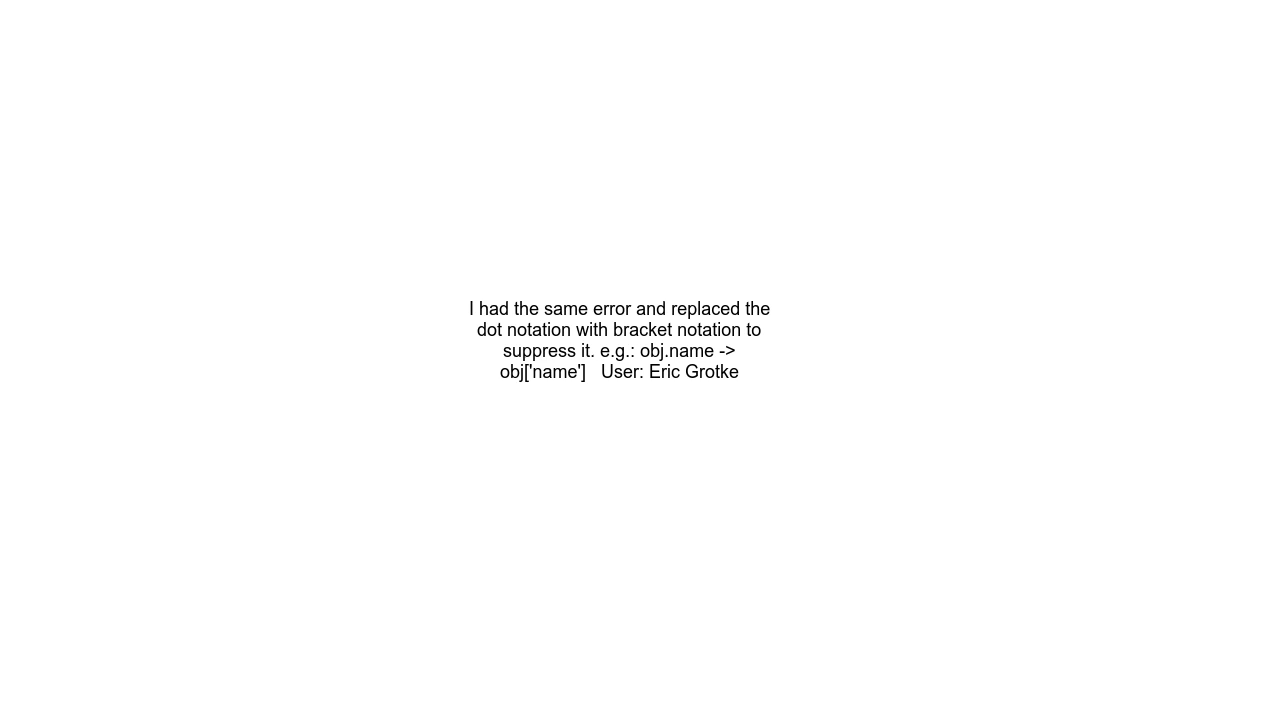 I had the same error and replaced the
dot notation with bracket notation to
suppress it. e.g.: obj.name ->
obj['name']   User: Eric Grotke